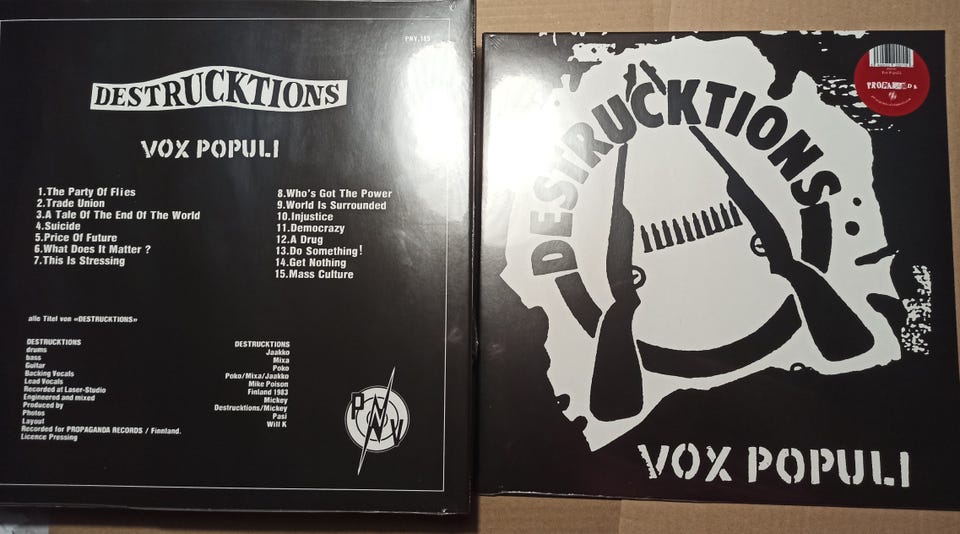 PNV.185
DESTRUCKTIONS
VOX POPULI
1.The Party Of Flies
2.Trade Union
3.A Tale Of The End Of The World
4.Suicide
5.Price Of Future
6.What Does It Matter ?
7.This Is Stressing
8.Who's Got The Power
9.World Is Surrounded
10.Injustice
11.Democrazy
12.A Drug
13.Do Something!
14.Get Nothing
15.Mass Culture
alle Titel von «DESTRUCKTIONS»
DESTRUCKTIONS DESTRUCKTIONS
drums Jaakko
bass Mixa
Guitar Poko
Backing Vocals Poko/Mixa/Jaakko
Lead Vocals Mike Poison
Recorded at Laser-Studio Finland 1983
Engineered and mixed Mickey
Produced by Destrucktions/Mickey
Photos Pasi
Layout Will K
Recorded for PROPAGANDA RECORDS / Finnland.
Licence Pressing
PNV
DESTRUCKTIONS
VOX POPULI